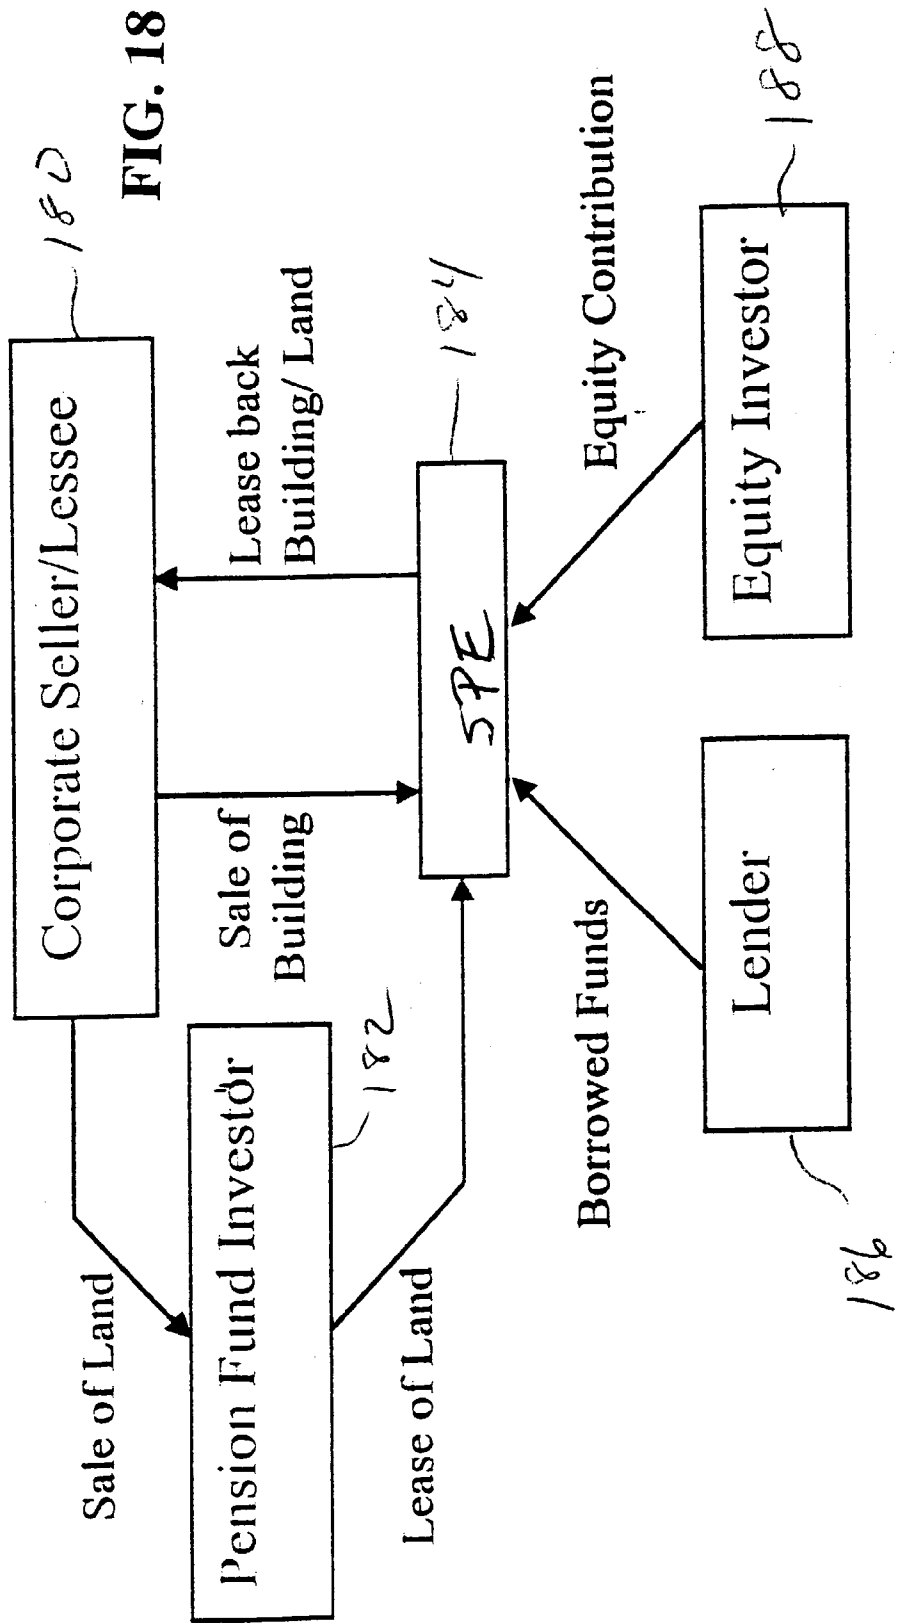 FIG. 18
Corporate Seller/Lessee
180
Sale of Land
Pension Fund Investor
182
Sale of
Building
Lease back
Building/ Land
Lease of Land
SPE
184
Borrowed Funds
Equity Contribution
Lender
186
Equity Investor
188